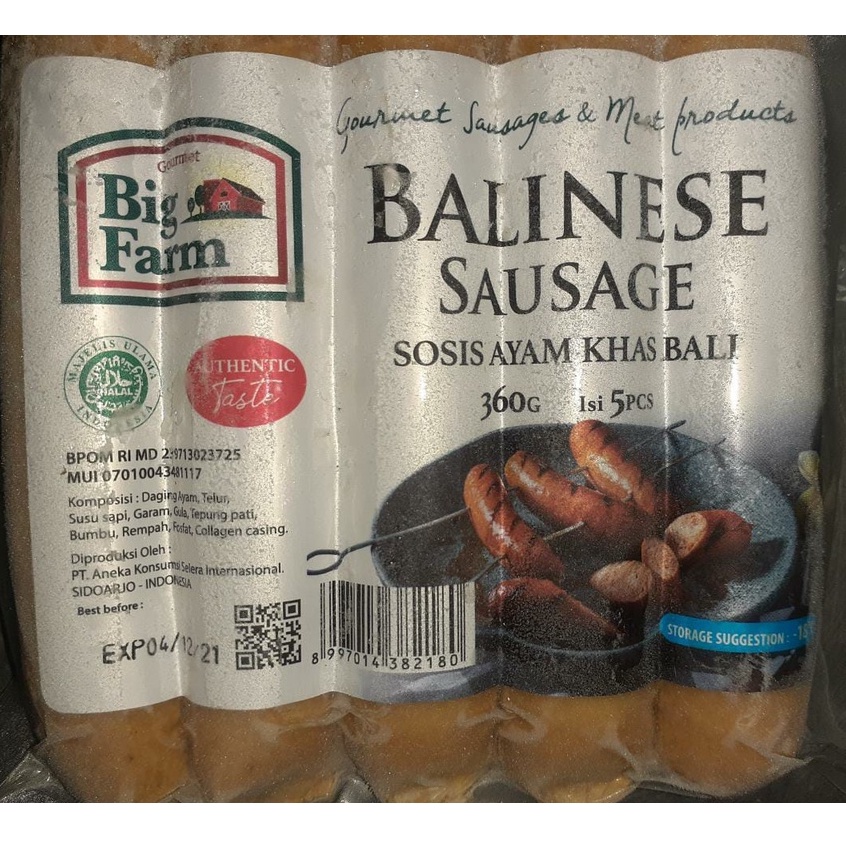 Gourmet Sausages & Meat products
Gourmet
Big
Farm
BALINESE
SAUSAGE
SOSIS AYAM KHAS BALI
360G Isi 5PCS
MAJELIS ULAMA
HALAL
INDONESIA
AUTHENTIC
Taste
BPOM RI MD
MUI 07010043481117
Komposisi : Daging Ayam, Telur,
Susu sapi, Garam, Gula, Tepung pati,
Bumbu, Rempah, Fosfat, Collagen casing.
Diproduksi Oleh :
PT. Aneka Konsumsi Selera Internasional.
SIDOARJO - INDONESIA
Best before :
EXP04/12/21
8 997014 382180
STORAGE SUGGESTION :